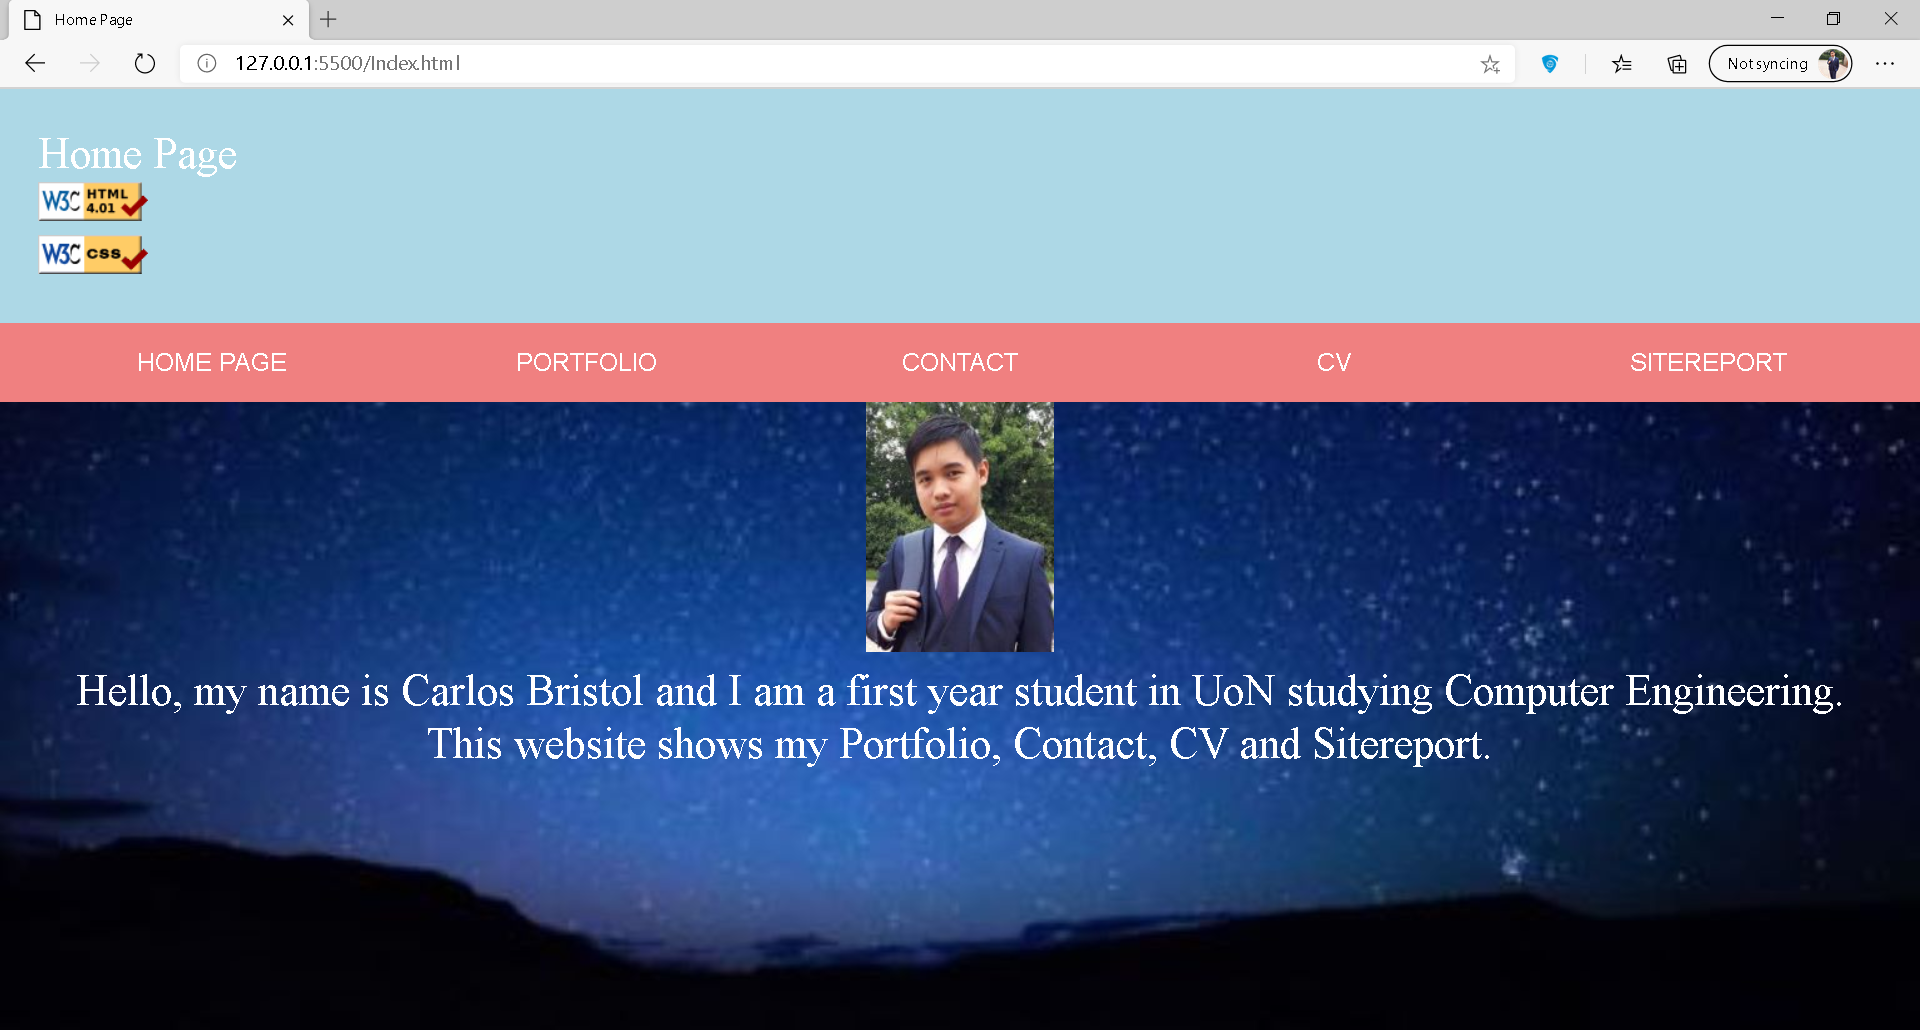 Home Page
127.0.0.1:5500/Index.html
Not syncing
Home Page
W3C HTML 4.01
W3C css
HOME PAGE PORTFOLIO CONTACT CV SITEREPORT
Hello, my name is Carlos Bristol and I am a first year student in UoN studying Computer Engineering.
This website shows my Portfolio, Contact, CV and Sitereport.